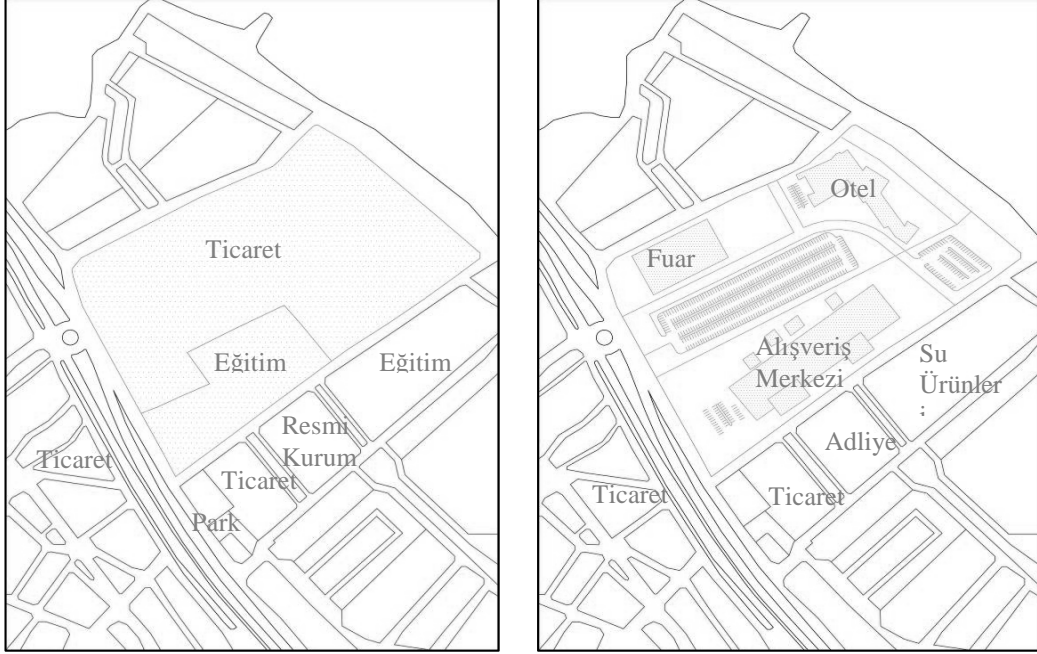 Ticaret
Eğitim
Eğitim
Resmi
Kurum
Ticaret
Ticaret
Park
Otel
Fuar
Alışveriş
Merkezi
Su
Ürünler
i
Adliye
Ticaret
Ticaret